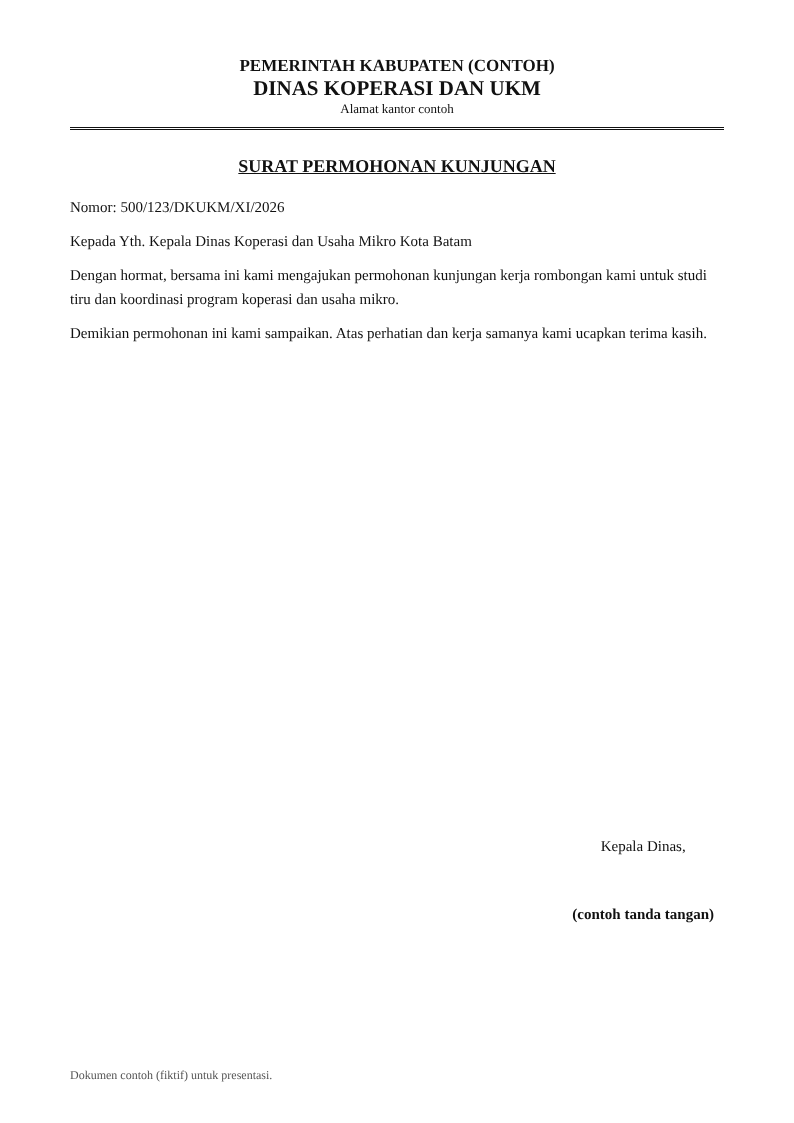 PEMERINTAH KABUPATEN (CONTOH)
DINAS KOPERASI DAN UKM
Alamat kantor contoh
SURAT PERMOHONAN KUNJUNGAN
Nomor: 500/123/DKUKM/XI/2026
Kepada Yth. Kepala Dinas Koperasi dan Usaha Mikro Kota Batam
Dengan hormat, bersama ini kami mengajukan permohonan kunjungan kerja rombongan kami untuk studi
tiru dan koordinasi program koperasi dan usaha mikro.
Demikian permohonan ini kami sampaikan. Atas perhatian dan kerja samanya kami ucapkan terima kasih.
Kepala Dinas,
(contoh tanda tangan)
Dokumen contoh (fiktif) untuk presentasi.